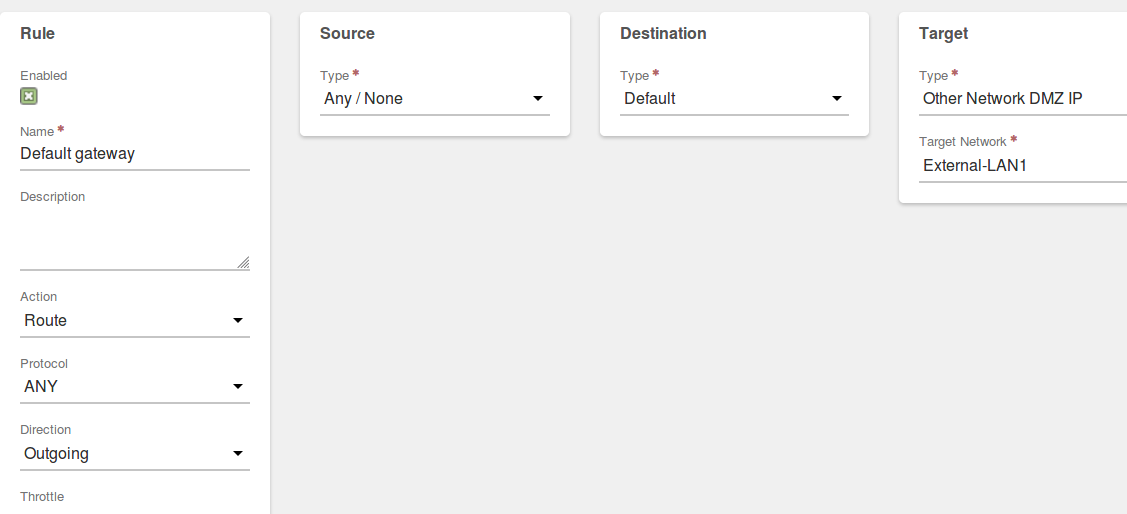 Rule
Enabled
Name *
Default gateway
Description
Action
Route
Protocol
ANY
Direction
Outgoing
Throttle
Source
Type *
Any / None
Destination
Type *
Default
Target
Type *
Other Network DMZ IP
Target Network *
External-LAN1